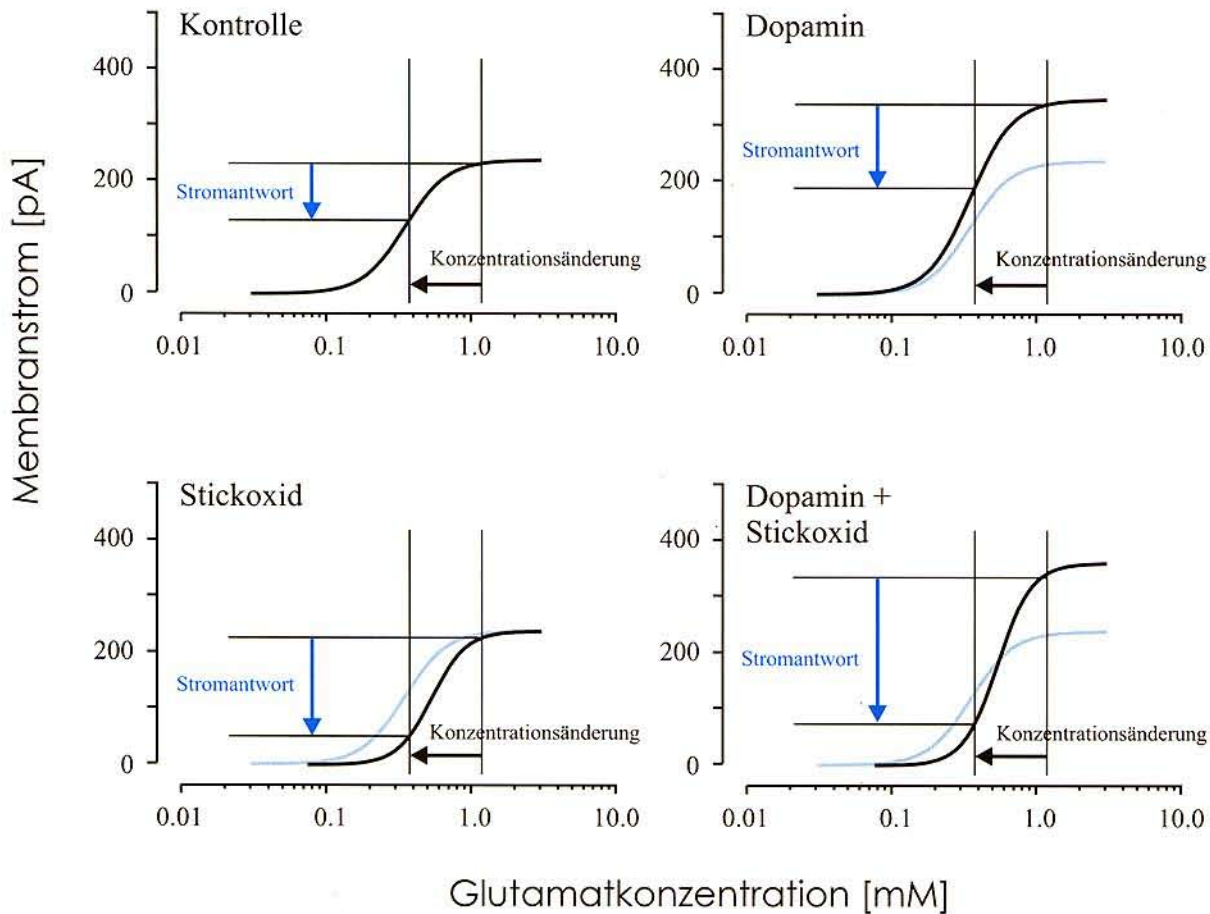 Kontrolle
400
200
0
Stromantwort
Konzentrationsänderung
0.01
0.1
1.0
10.0
Dopamin
400
200
0
Stromantwort
Konzentrationsänderung
0.01
0.1
1.0
10.0
Membranstrom [pA]
Stickoxid
400
200
0
Stromantwort
Konzentrationsänderung
0.01
0.1
1.0
10.0
Dopamin +
Stickoxid
400
200
0
Stromantwort
Konzentrationsänderung
0.01
0.1
1.0
10.0
Glutamatkonzentration [mM]